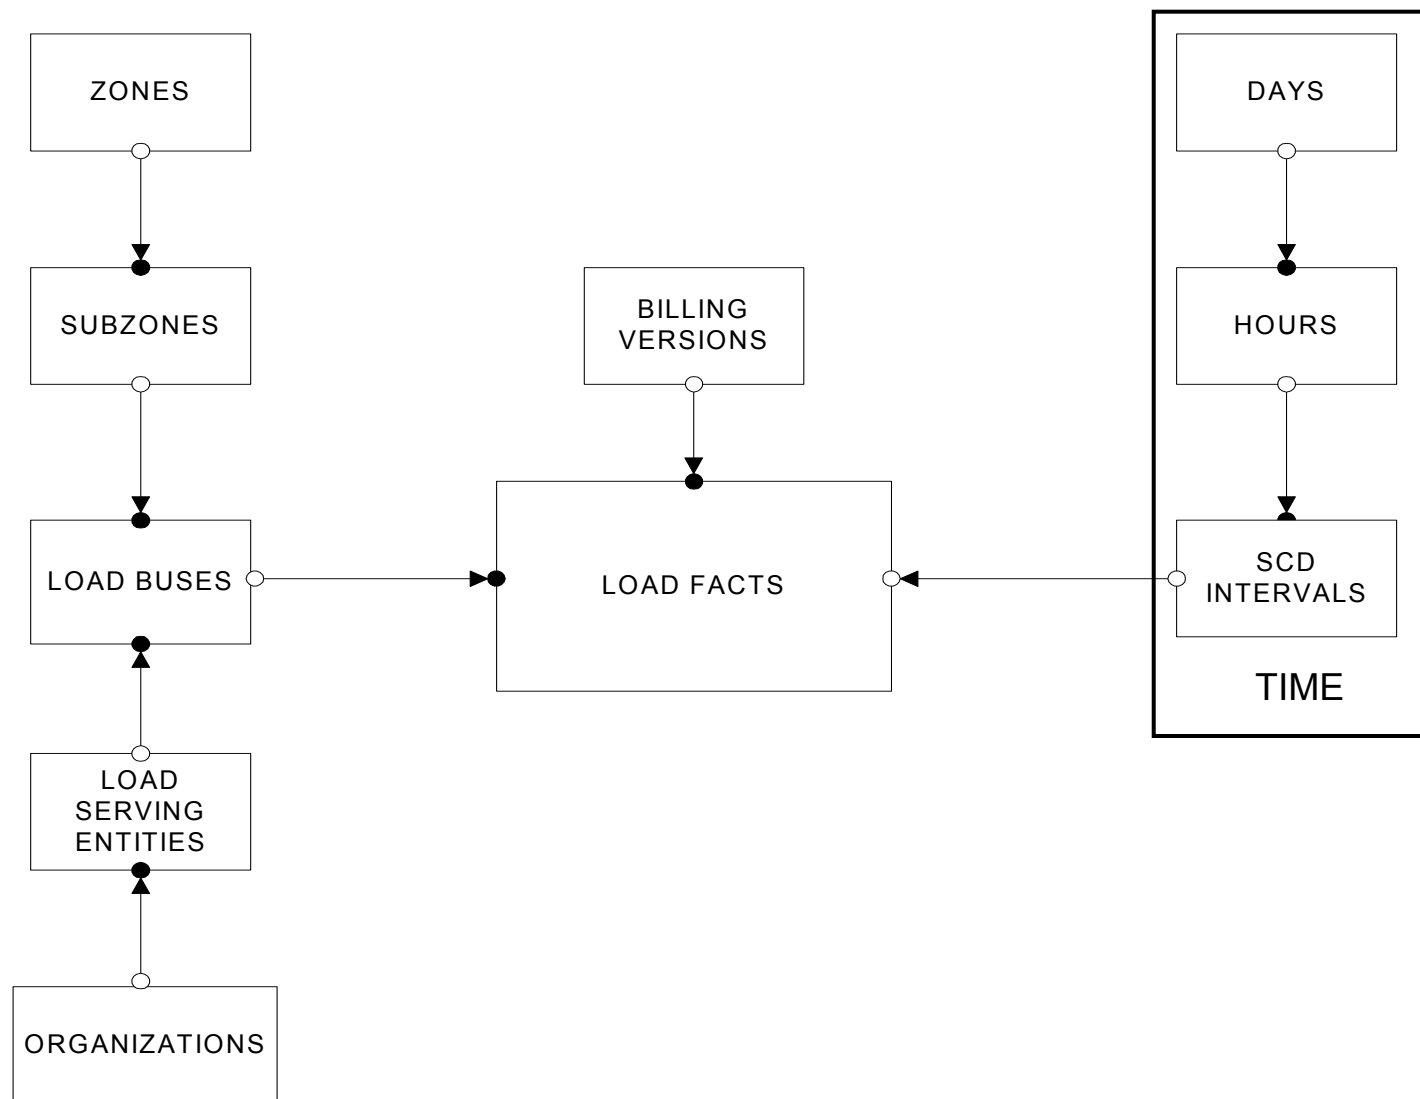 ZONES
DAYS
SUBZONES
BILLING
VERSIONS
HOURS
LOAD BUSES
LOAD FACTS
SCD
INTERVALS
TIME
LOAD
SERVING
ENTITIES
ORGANIZATIONS